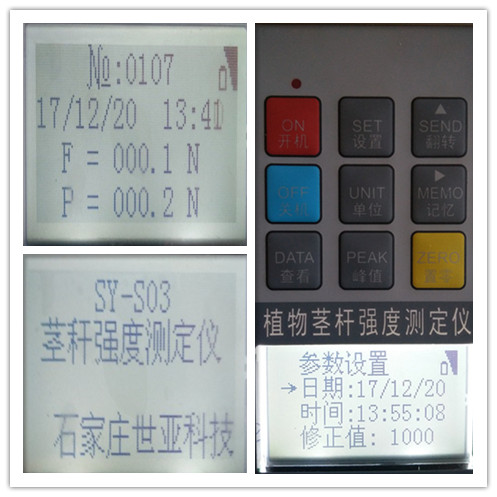 №:0107
17/12/20 13:41
F = 000.1 N
P = 000.2 N
SY-S03
茎秆强度测定仪
石家庄世亚科技
ON
开机
SET
设置
▲
SEND
翻转
OFF
关机
UNIT
单位
▶
MEMO
记忆
DATA
查看
PEAK
峰值
ZERO
置零
植物茎秆强度测定仪
参数设置
→日期:17/12/20
时间:13:55:08
修正值: 1000